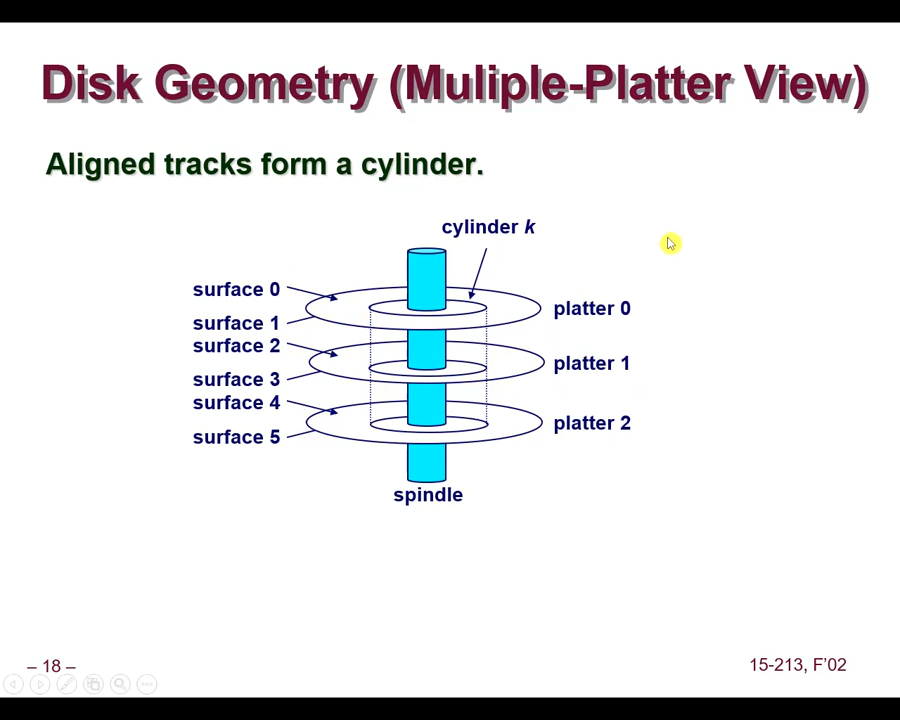 Disk Geometry (Muliple-Platter View)
Aligned tracks form a cylinder.
cylinder k
surface 0
platter 0
surface 1
surface 2
platter 1
surface 3
surface 4
platter 2
surface 5
spindle
– 18 –
15-213, F’02